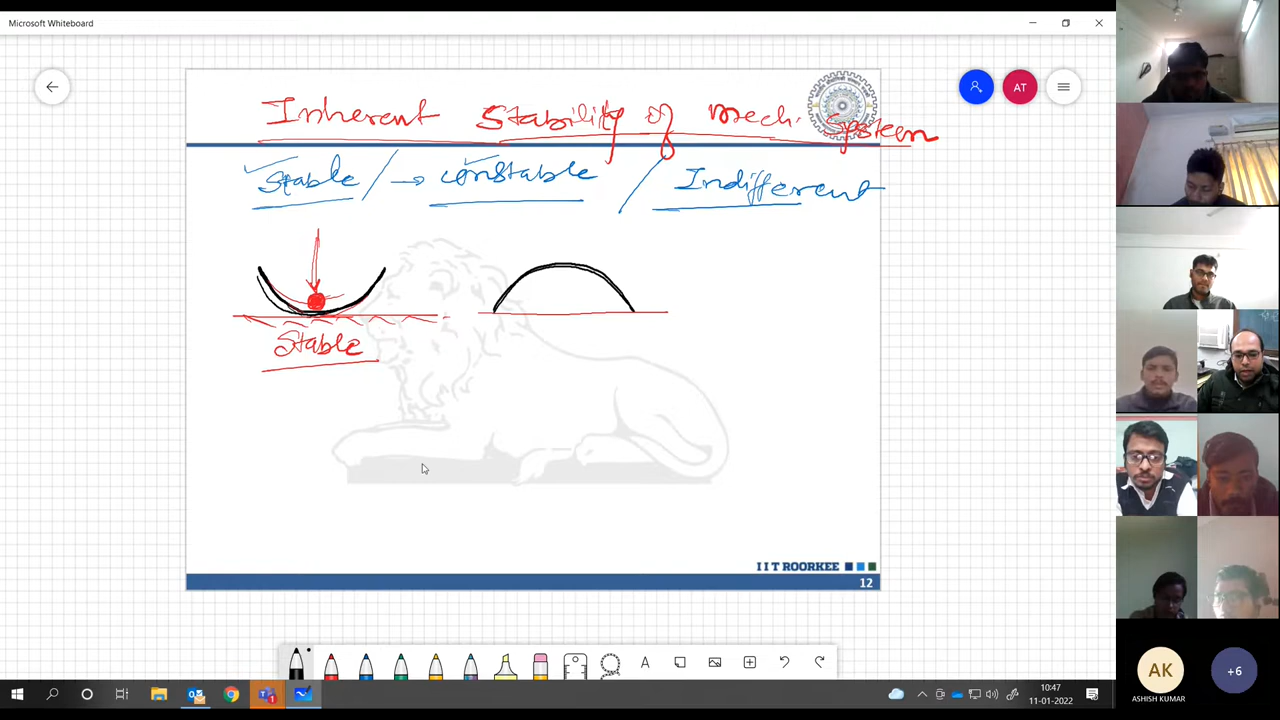 Microsoft Whiteboard
AT
Inherent Stability of Mech. System
Stable / → Unstable / Indifferent
Stable
IIT ROORKEE
12
A
AK
+6
ASHISH KUMAR
10:47
11-01-2022